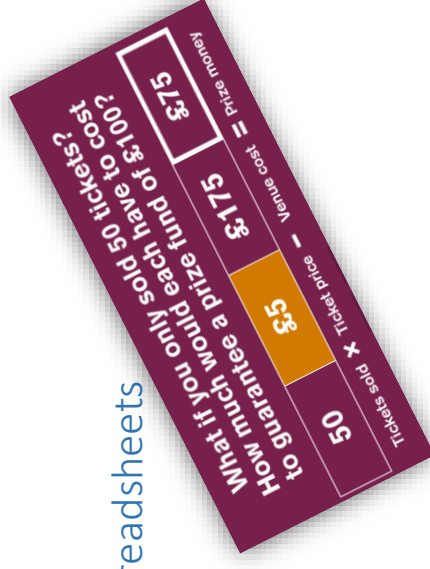 What if you only sold 50 tickets?
How much would each have to cost
to guarantee a prize fund of £100?
50 £5 £175 £75
Tickets sold × Ticket price – Venue cost = Prize money
readsheets